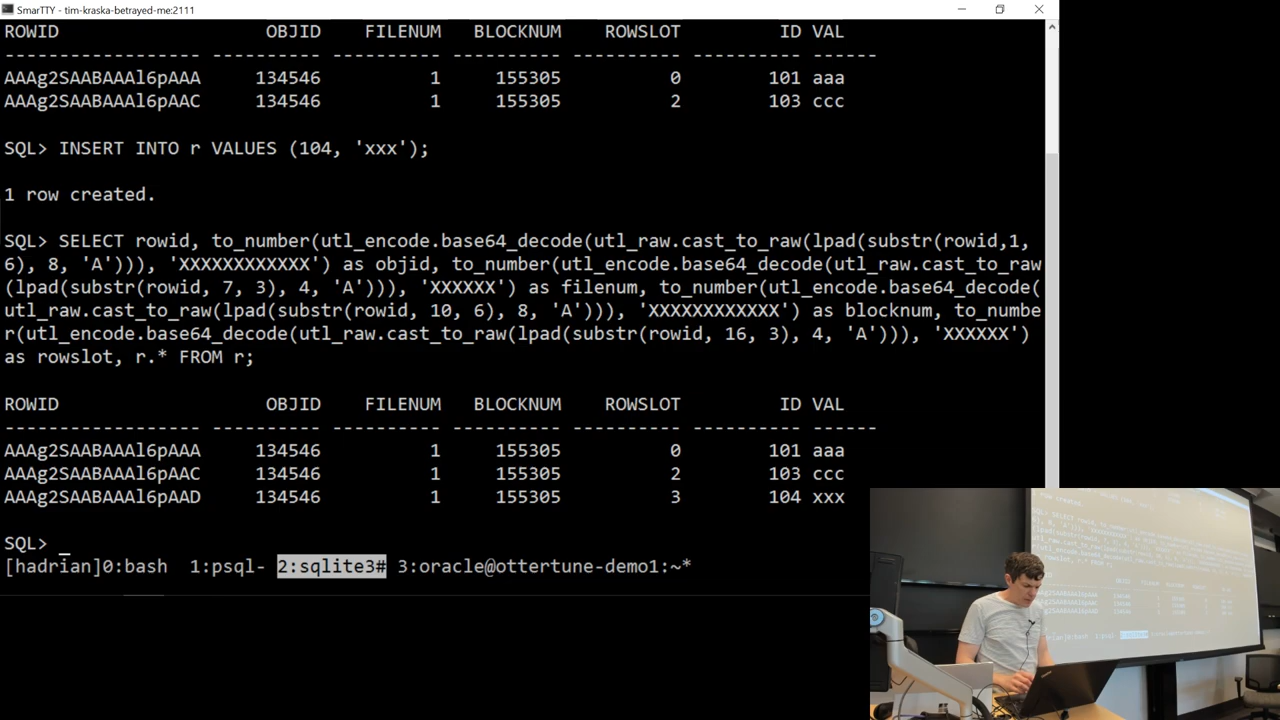 SmarTTY - tim-kraska-betrayed-me:2111
ROWID OBJID FILENUM BLOCKNUM ROWSLOT ID VAL
------------------ ---------- ---------- ---------- ---------- ---------- ------
AAAg2SAABAAAl6pAAA 134546 1 155305 0 101 aaa
AAAg2SAABAAAl6pAAC 134546 1 155305 2 103 ccc
SQL> INSERT INTO r VALUES (104, 'xxx');
1 row created.
SQL> SELECT rowid, to_number(utl_encode.base64_decode(utl_raw.cast_to_raw(lpad(substr(rowid,1,
6), 8, 'A'))), 'XXXXXXXXXXXX') as objid, to_number(utl_encode.base64_decode(utl_raw.cast_to_raw
(lpad(substr(rowid, 7, 3), 4, 'A'))), 'XXXXXX') as filenum, to_number(utl_encode.base64_decode(
utl_raw.cast_to_raw(lpad(substr(rowid, 10, 6), 8, 'A'))), 'XXXXXXXXXXXX') as blocknum, to_numbe
r(utl_encode.base64_decode(utl_raw.cast_to_raw(lpad(substr(rowid, 16, 3), 4, 'A'))), 'XXXXXX')
as rowslot, r.* FROM r;
ROWID OBJID FILENUM BLOCKNUM ROWSLOT ID VAL
------------------ ---------- ---------- ---------- ---------- ---------- ------
AAAg2SAABAAAl6pAAA 134546 1 155305 0 101 aaa
AAAg2SAABAAAl6pAAC 134546 1 155305 2 103 ccc
AAAg2SAABAAAl6pAAD 134546 1 155305 3 104 xxx
SQL> _
[hadrian]0:bash 1:psql- 2:sqlite3# 3:oracle@ottertune-demo1:~*